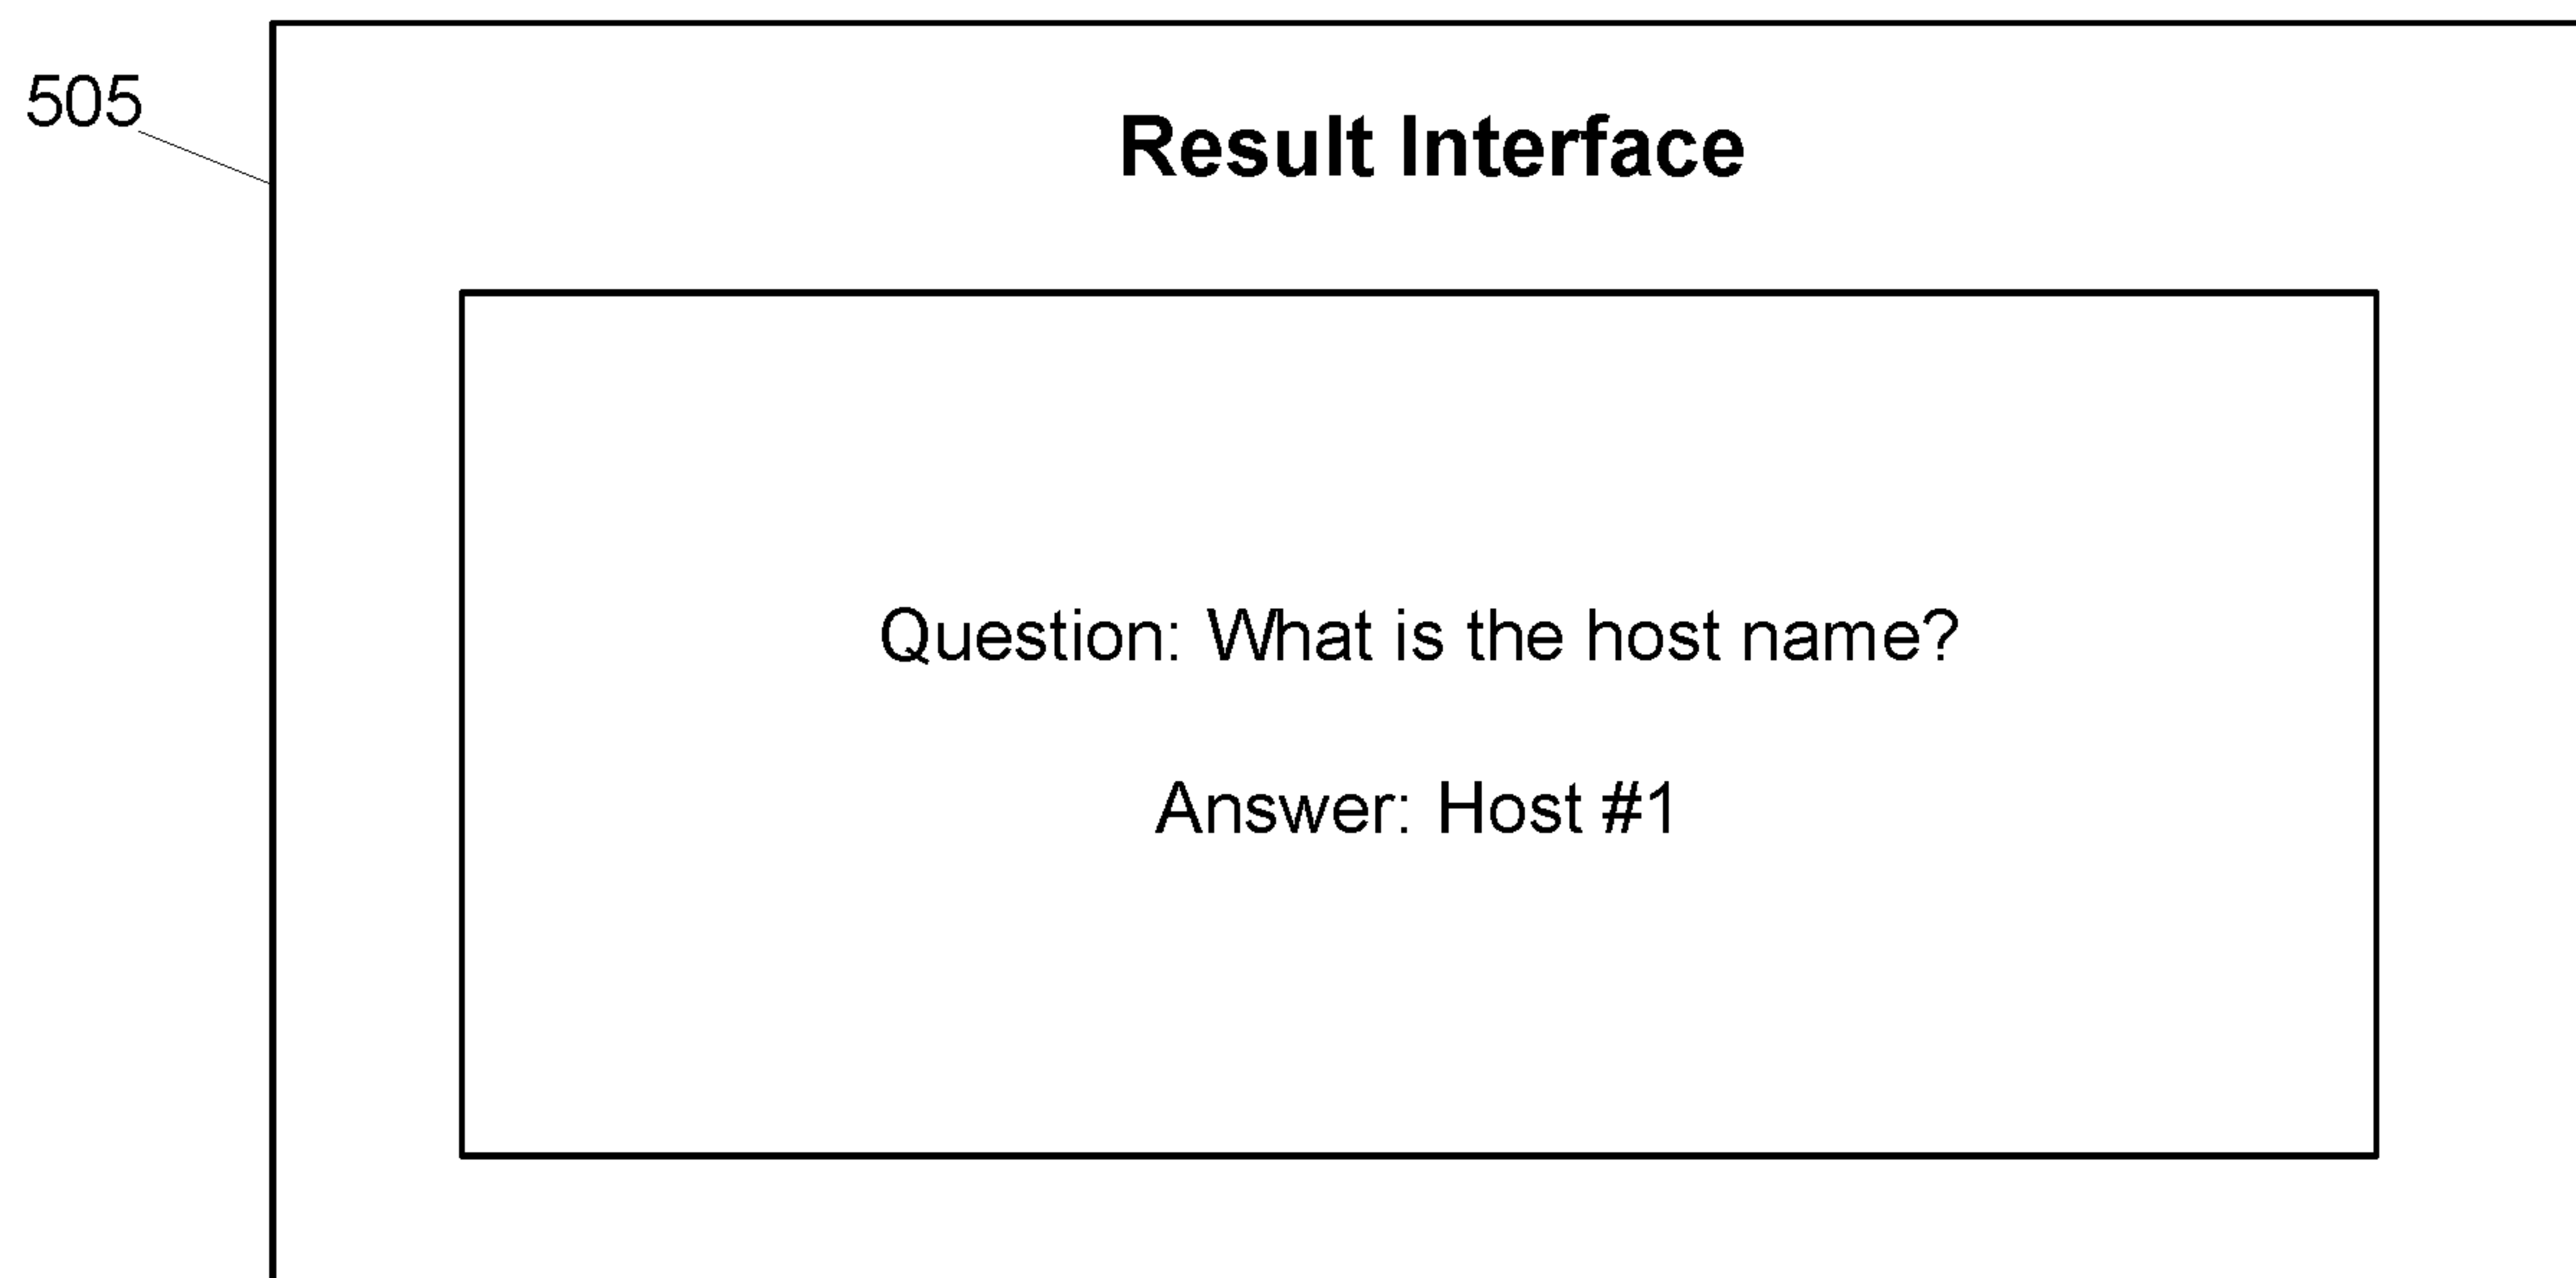 505
Result Interface
Question: What is the host name?
Answer: Host #1